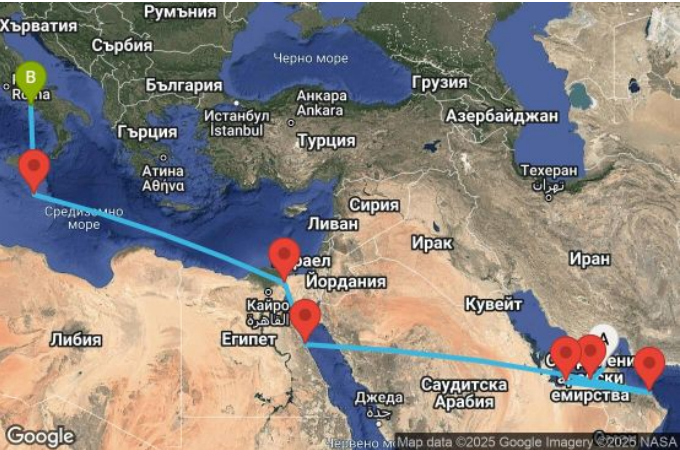 Румъния
Хърватия
Сърбия
Черно море
B
България
Грузия
Roma
Анкара
Ankara
Истанбул
İstanbul
Азербайджан
Гърция
Турция
Атина
Αθήνα
Техеран
تهران
Сирия
Средиземно
море
Ливан
Ирак
Иран
Йордания
Кайро
القاهرة
Кувейт
Египет
Либия
A
емирства
Саудитска
Арабия
Джеда
جدة
Google
Map data ©2025 Google Imagery ©2025 NASA